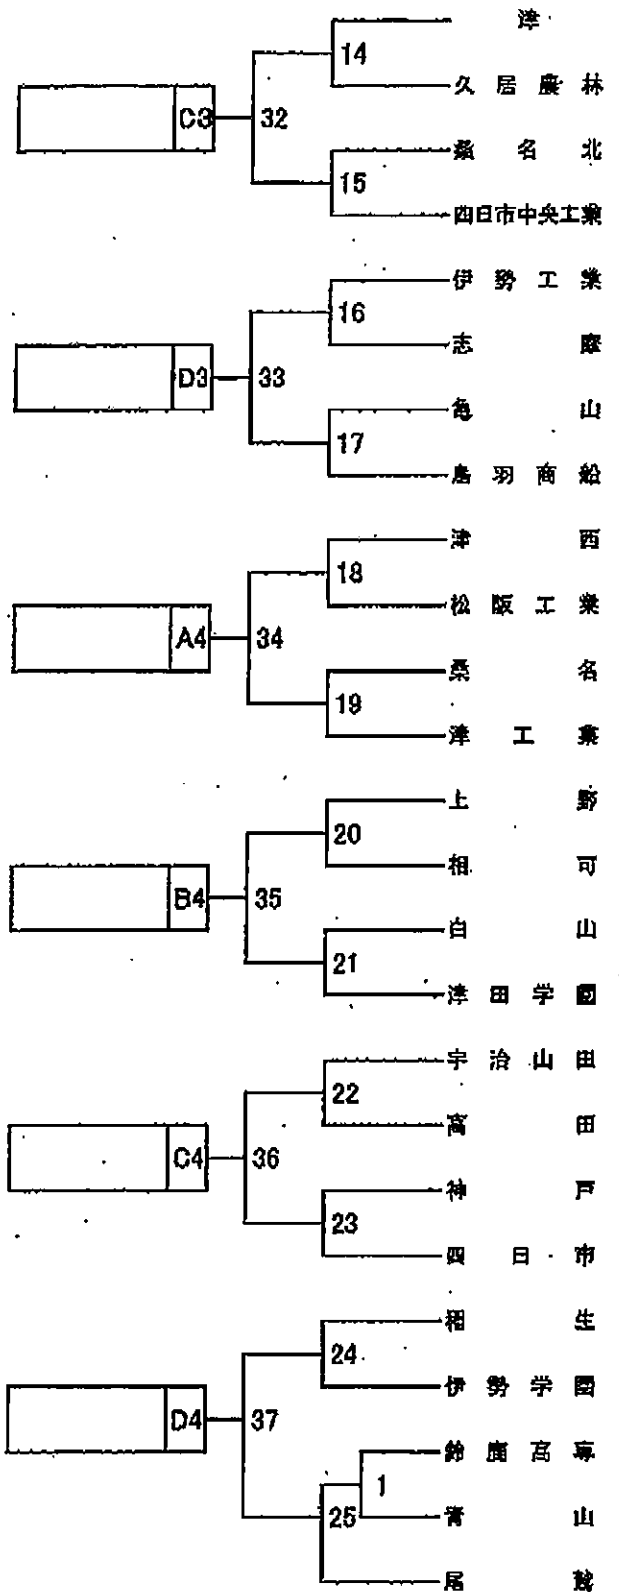 津
14
久居農林
C3 32
桑名北
15
四日市中央工業
伊勢工業
16
志摩
D3 33
亀山
17
鳥羽商船
津西
18
松阪工業
A4 34
桑名
19
津工業
上野
20
相可
B4 35
白山
21
津田学園
宇治山田
22
高田
C4 36
神戸
23
四日市
相生
24
伊勢学園
D4 37
鈴鹿高専
1
青山
25
尾鷲